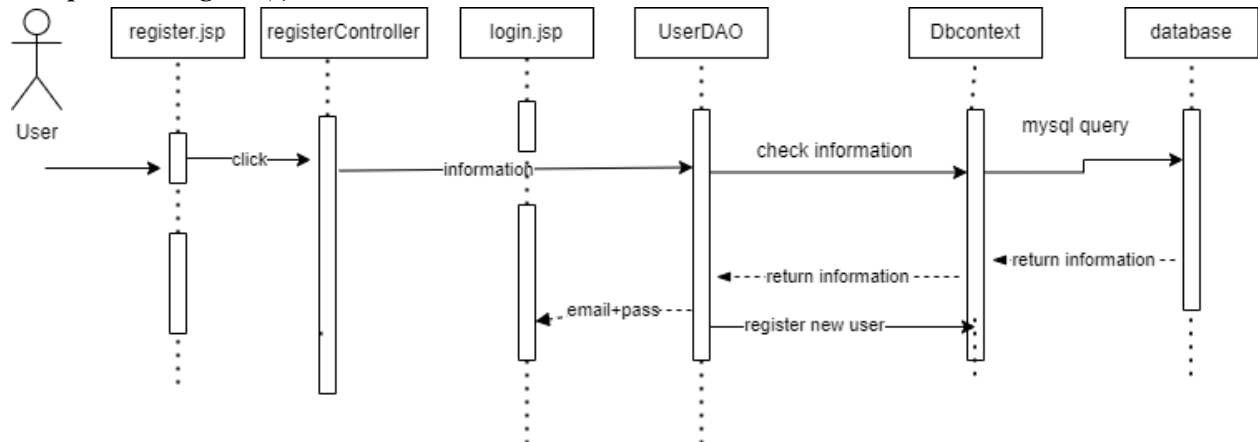 register.jsp
registerController
login.jsp
UserDAO
Dbcontext
database
User
click
information
check information
mysql query
return information
return information
email+pass
register new user